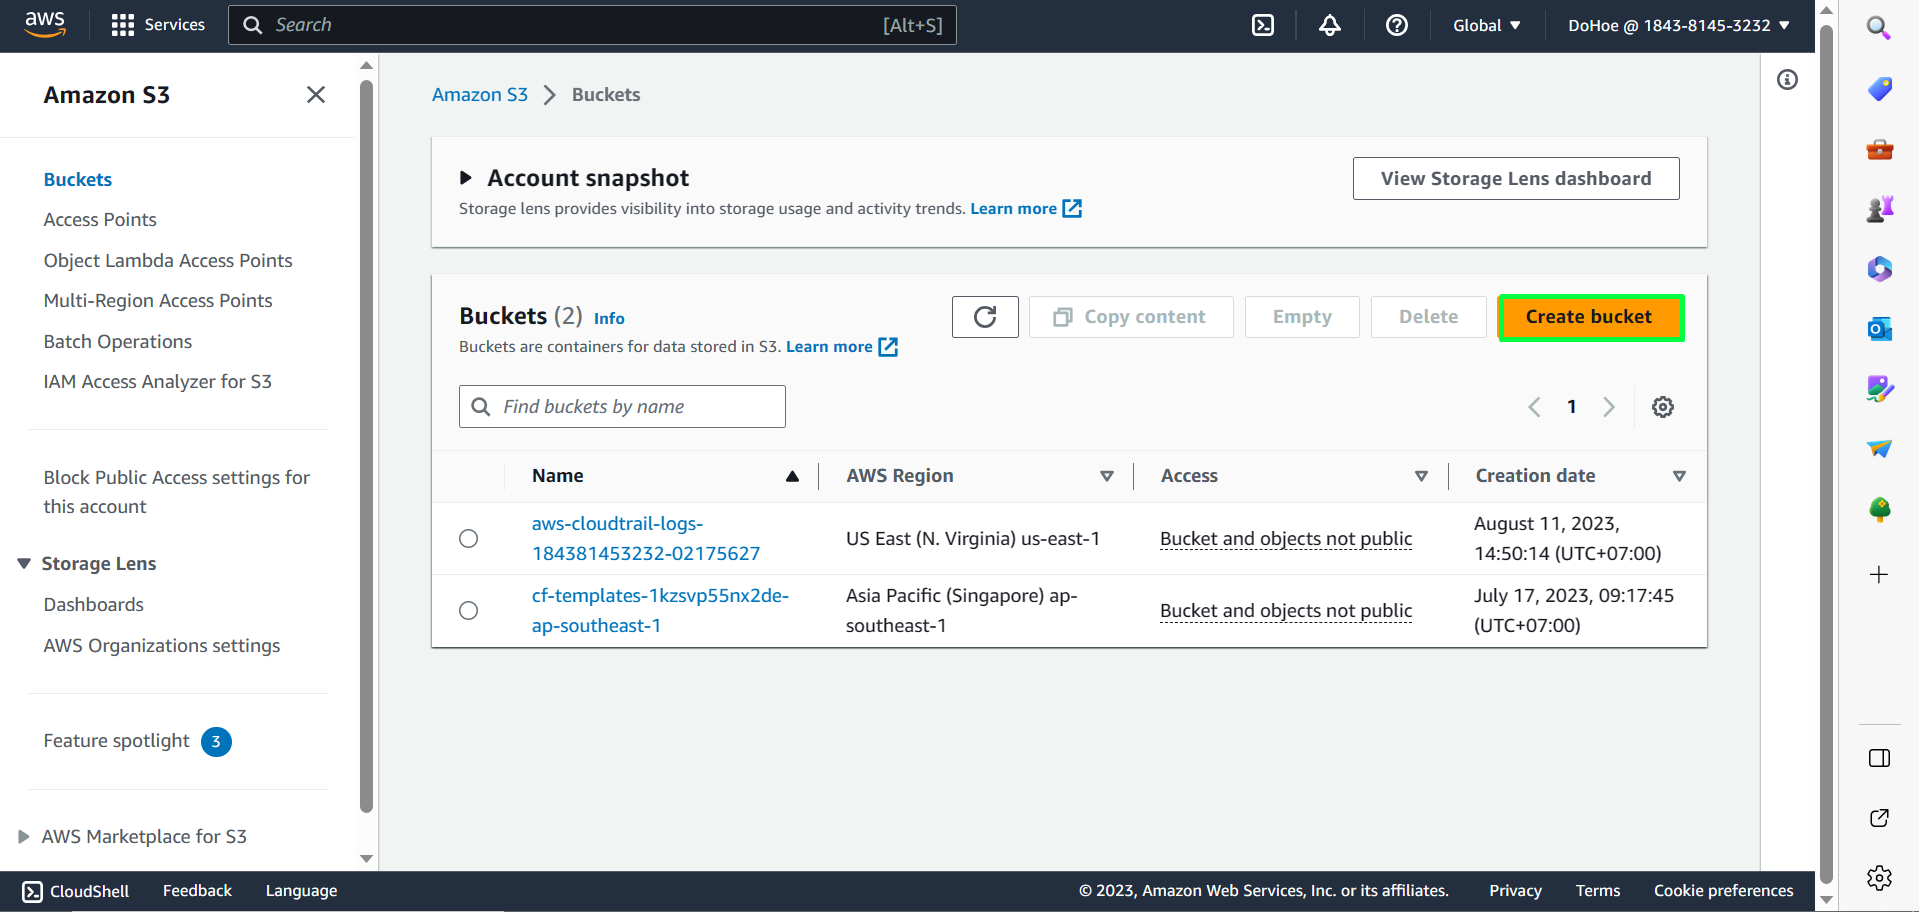 aws
Services
Search
[Alt+S]
Global
DoHoe @ 1843-8145-3232
Amazon S3
Buckets
Access Points
Object Lambda Access Points
Multi-Region Access Points
Batch Operations
IAM Access Analyzer for S3
Block Public Access settings for
this account
Storage Lens
Dashboards
AWS Organizations settings
Feature spotlight 3
AWS Marketplace for S3
Amazon S3 > Buckets
Account snapshot
View Storage Lens dashboard
Storage lens provides visibility into storage usage and activity trends. Learn more
Buckets (2) Info
Buckets are containers for data stored in S3. Learn more
Copy content
Empty
Delete
Create bucket
Find buckets by name
1
Name
AWS Region
Access
Creation date
aws-cloudtrail-logs-
184381453232-02175627
US East (N. Virginia) us-east-1
Bucket and objects not public
August 11, 2023,
14:50:14 (UTC+07:00)
cf-templates-1kzsvp55nx2de-
ap-southeast-1
Asia Pacific (Singapore) ap-
southeast-1
Bucket and objects not public
July 17, 2023, 09:17:45
(UTC+07:00)
CloudShell
Feedback
Language
© 2023, Amazon Web Services, Inc. or its affiliates.
Privacy
Terms
Cookie preferences